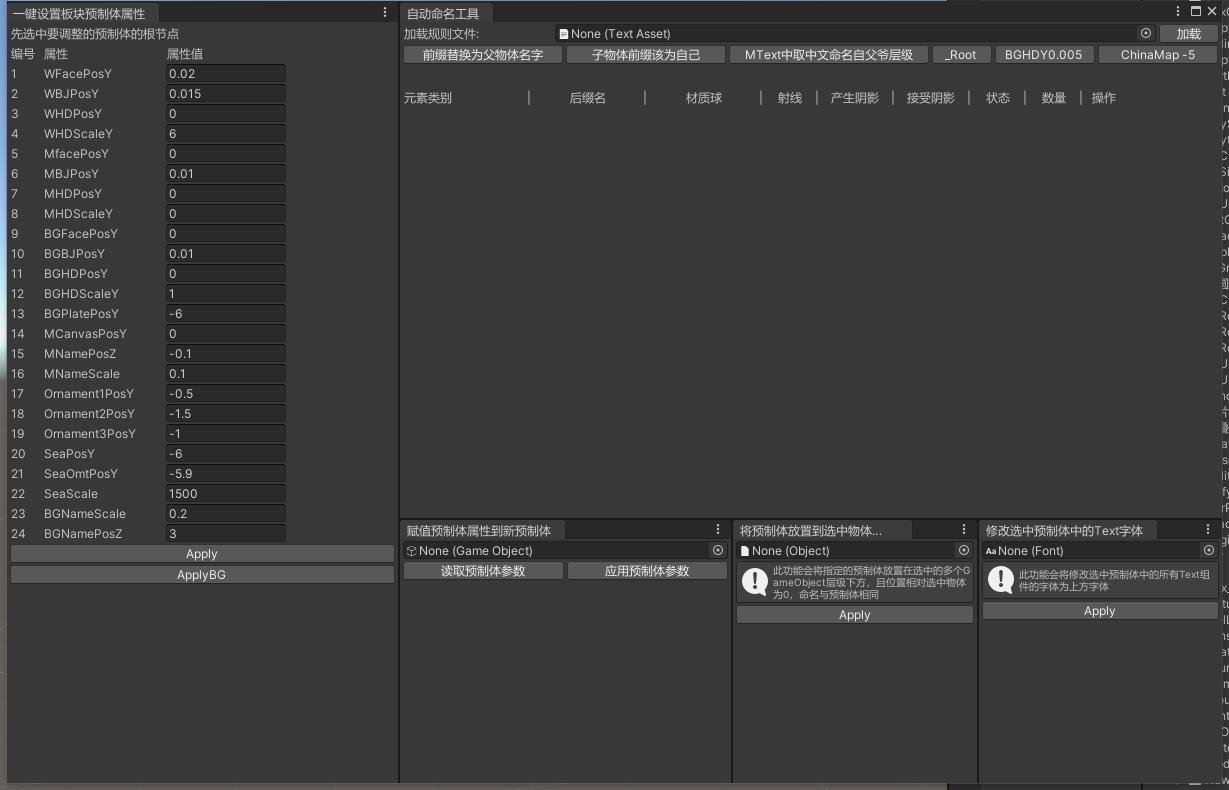 一键设置板块预制体属性
先选中要调整的预制体的根节点
编号 属性 属性值
1 WFacePosY 0.02
2 WBJPosY 0.015
3 WHDPosY 0
4 WHDScaleY 6
5 MfacePosY 0
6 MBJPosY 0.01
7 MHDPosY 0
8 MHDScaleY 0
9 BGFacePosY 0
10 BGBJPosY 0.01
11 BGHDPosY 0
12 BGHDScaleY 1
13 BGPlatePosY -6
14 MCanvasPosY 0
15 MNamePosZ -0.1
16 MNameScale 0.1
17 Ornament1PosY -0.5
18 Ornament2PosY -1.5
19 Ornament3PosY -1
20 SeaPosY -6
21 SeaOmtPosY -5.9
22 SeaScale 1500
23 BGNameScale 0.2
24 BGNamePosZ 3
Apply
ApplyBG
自动命名工具
加载规则文件: None (Text Asset) 加载
前缀替换为父物体名字 子物体前缀该为自己 MText中取中文命名自父爷层级 _Root BGHDY0.005 ChinaMap -5
元素类别 | 后缀名 | 材质球 | 射线 | 产生阴影 | 接受阴影 | 状态 | 数量 | 操作
赋值预制体属性到新预制体
None (Game Object)
读取预制体参数 应用预制体参数
将预制体放置到选中物体...
None (Object)
此功能会将指定的预制体放置在选中的多个G
ameObject层级下方，且位置相对选中物体
为0，命名与预制体相同
Apply
修改选中预制体中的Text字体
Aa None (Font)
此功能会将修改选中预制体中的所有Text组
件的字体为上方字体
Apply